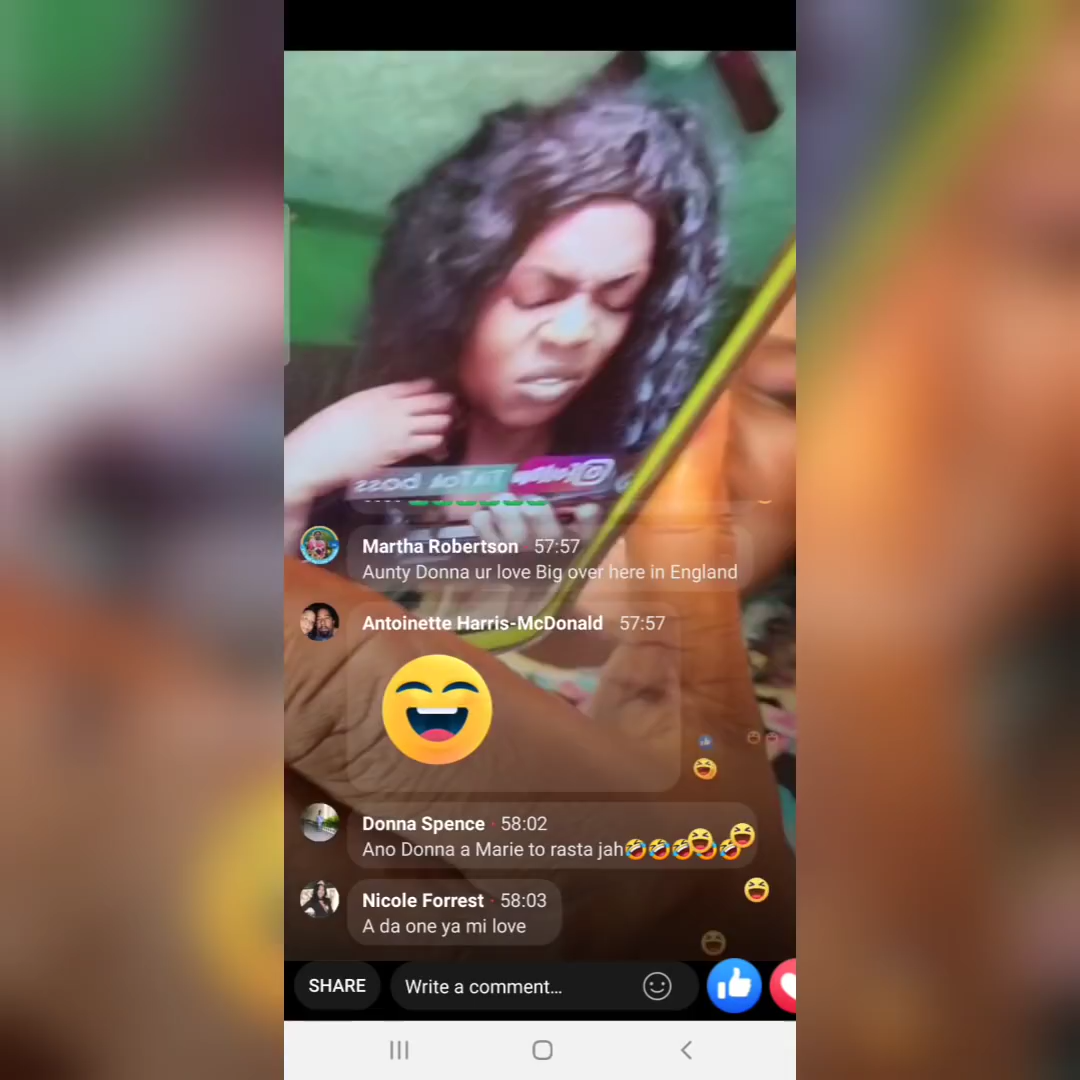 TATOA boss
Martha Robertson 57:57
Aunty Donna ur love Big over here in England
Antoinette Harris-McDonald 57:57
Donna Spence · 58:02
Ano Donna a Marie to rasta jah🤣🤣🤣🤣🤣
Nicole Forrest · 58:03
A da one ya mi love
SHARE
Write a comment...